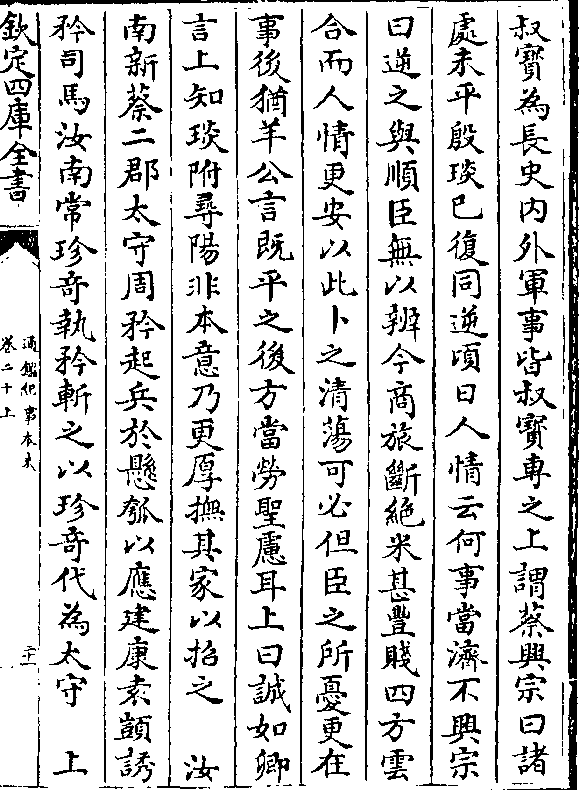 叔寳為長史内外軍事皆叔寳専之上謂蔡興宗曰諸
處未平殷琰已復同逆頃日人情云何事當濟不興宗
曰逆之與順臣無以辨今商旅斷絶米甚豐賤四方雲
合而人情更安以此卜之清蕩可必但臣之所憂更在
事後猶羊公言既平之後方當勞聖慮耳上曰誠如卿
言上知琰附尋陽非本意乃更厚撫其家以招之　汝
南新蔡二郡太守周矜起兵於懸瓠以應建康袁顗誘
矜司馬汝南常珍竒執矜斬之以珍竒代為太守　上
欽定四庫全書
通鑑紀事本末
卷二十上
二十一